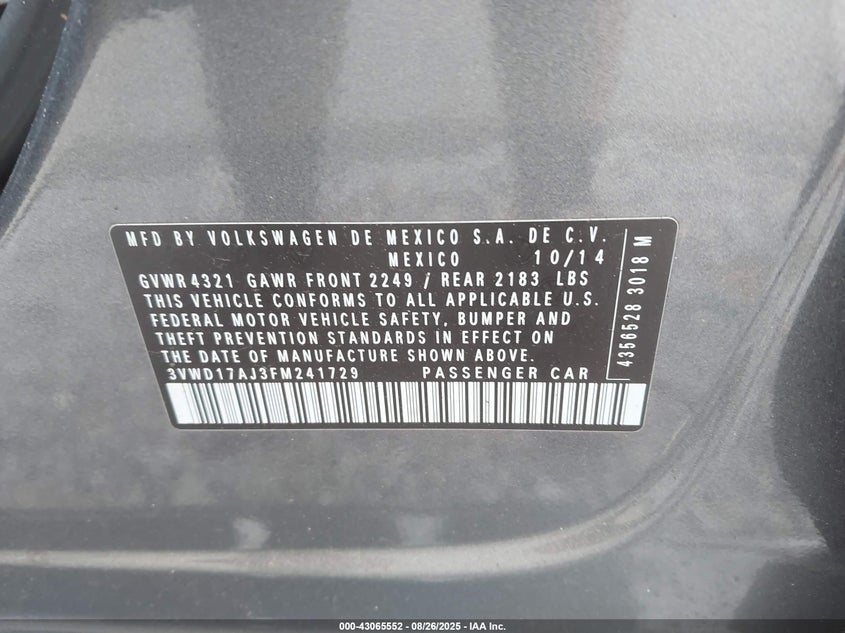 MFD BY VOLKSWAGEN DE MEXICO S.A. DE C.V.
MEXICO 10/14
GVWR 4321 GAWR FRONT 2249 / REAR 2183 LBS
THIS VEHICLE CONFORMS TO ALL APPLICABLE U.S.
FEDERAL MOTOR VEHICLE SAFETY, BUMPER AND
THEFT PREVENTION STANDARDS IN EFFECT ON
THE DATE OF MANUFACTURE SHOWN ABOVE.
3VWD17AJ3FM241729 PASSENGER CAR
4356528 3018 M
000-43065552 - 08/26/2025 - IAA Inc.